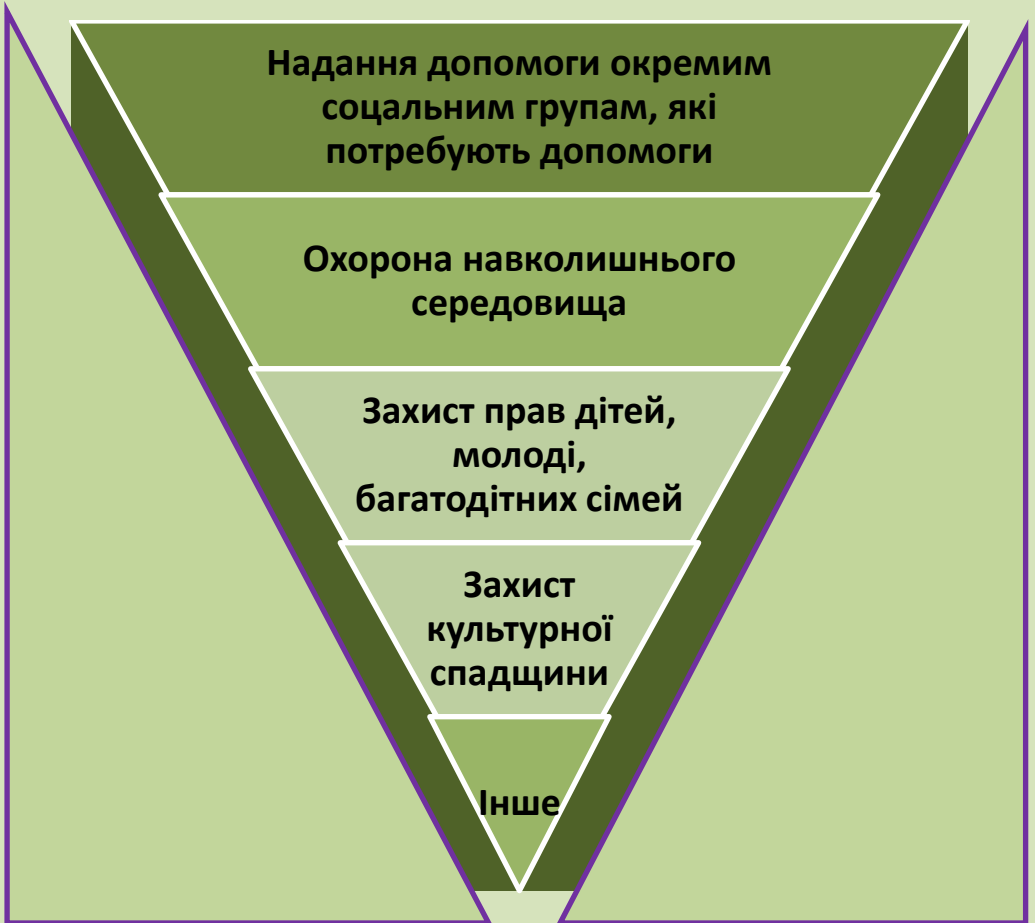 Надання допомоги окремим
соцальним групам, які
потребують допомоги
Охорона навколишнього
середовища
Захист прав дітей,
молоді,
багатодітних сімей
Захист
культурної
спадщини
Інше